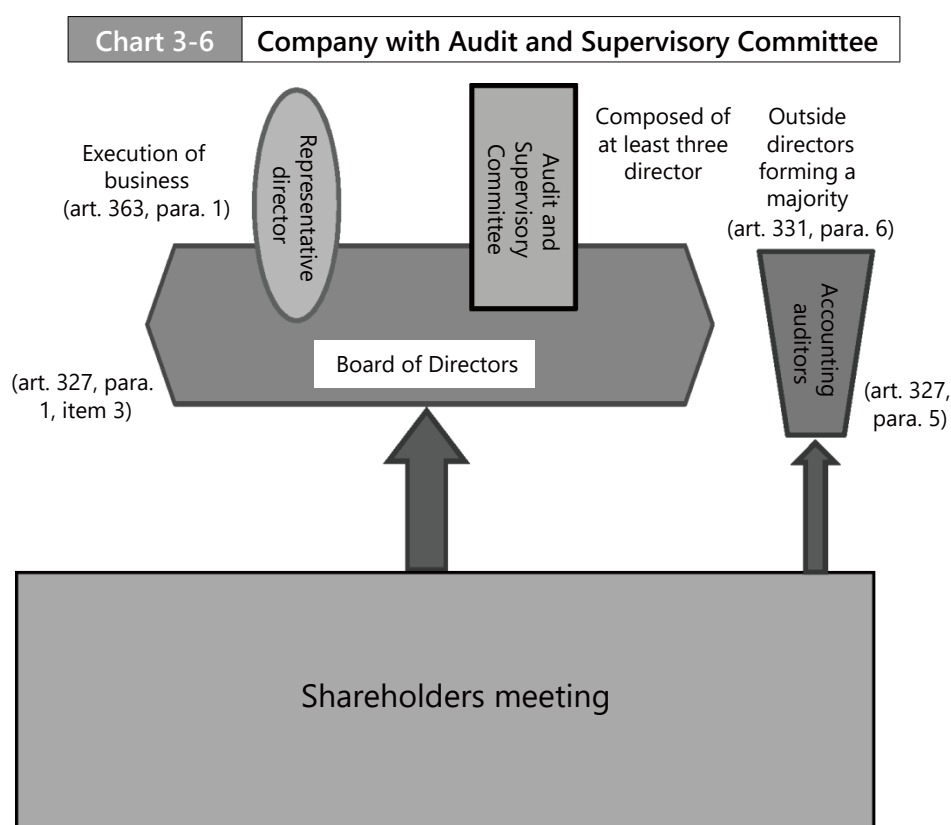 Chart 3-6 Company with Audit and Supervisory Committee
Execution of
business
(art. 363, para. 1)
Representative
director
Audit and
Supervisory
Committee
Composed of
at least three
director
Outside
directors
forming a
majority
(art. 331, para. 6)
Board of Directors
Accounting
auditors
(art. 327, para.
1, item 3)
(art. 327,
para. 5)
Shareholders meeting